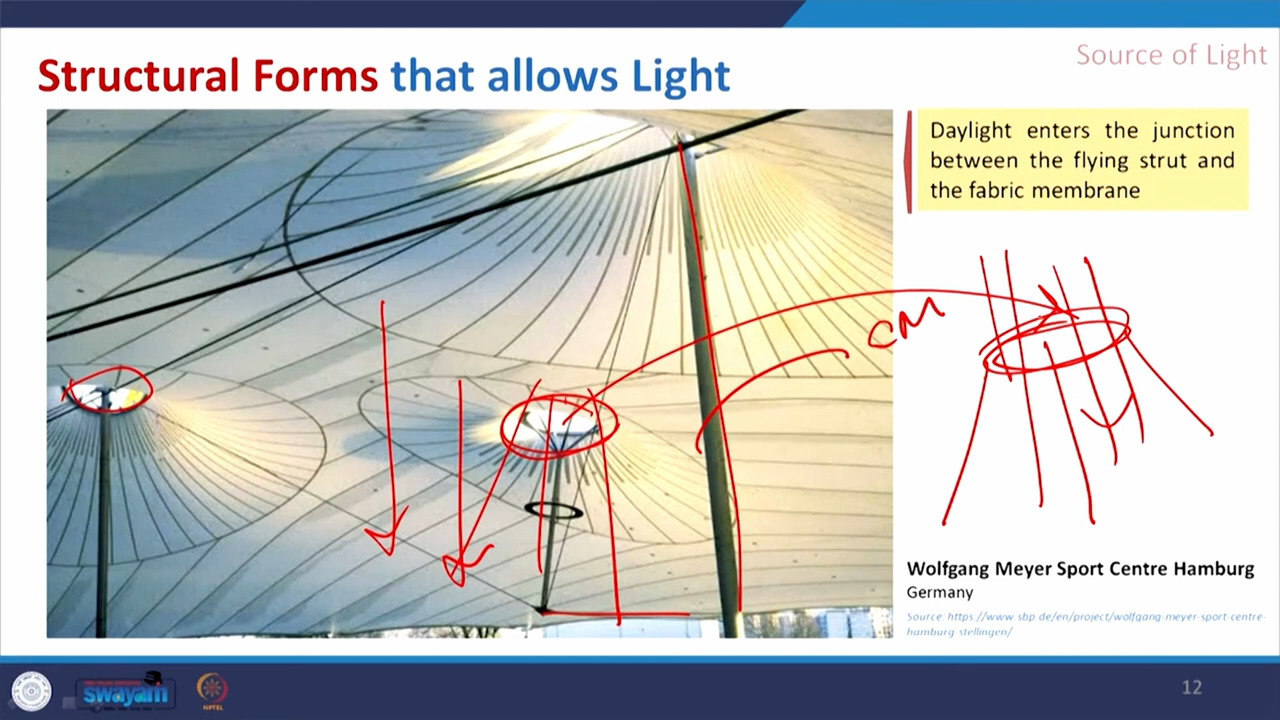 Source of Light
Structural Forms that allows Light
Daylight enters the junction
between the flying strut and
the fabric membrane
CM
Wolfgang Meyer Sport Centre Hamburg
Germany
Source: https://www.sbp.de/en/project/wolfgang-meyer-sport-centre-
hamburg-stellingen/
swayam
NPTEL
12